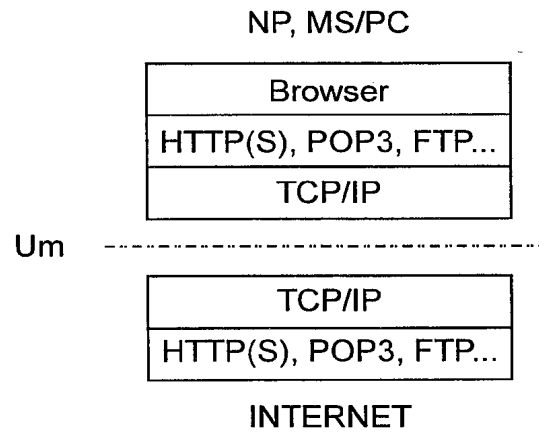 NP, MS/PC
Browser
HTTP(S), POP3, FTP...
TCP/IP
Um
TCP/IP
HTTP(S), POP3, FTP...
INTERNET